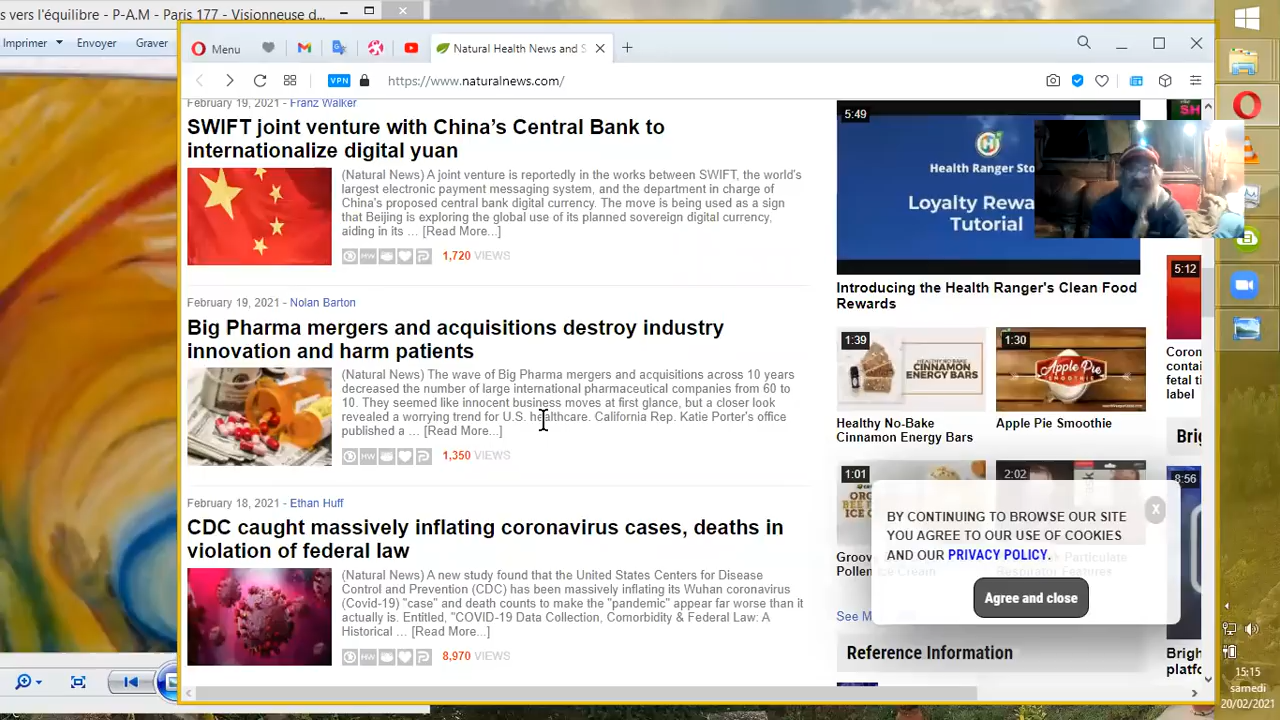 s vers l'équilibre - P-A-M - Paris 177 - Visionneuse d...
Imprimer
Envoyer
Graver
Menu
Natural Health News and S
VPN
https://www.naturalnews.com/
February 19, 2021 - Franz Walker
SWIFT joint venture with China's Central Bank to
internationalize digital yuan
(Natural News) A joint venture is reportedly in the works between SWIFT, the world's
largest electronic payment messaging system, and the department in charge of
China's proposed central bank digital currency. The move is being used as a sign
that Beijing is exploring the global use of its planned sovereign digital currency,
aiding in its ... [Read More...]
1,720 VIEWS
February 19, 2021 - Nolan Barton
Big Pharma mergers and acquisitions destroy industry
innovation and harm patients
(Natural News) The wave of Big Pharma mergers and acquisitions across 10 years
decreased the number of large international pharmaceutical companies from 60 to
10. They seemed like innocent business moves at first glance, but a closer look
revealed a worrying trend for U.S. healthcare. California Rep. Katie Porter's office
published a ... [Read More...]
1,350 VIEWS
February 18, 2021 - Ethan Huff
CDC caught massively inflating coronavirus cases, deaths in
violation of federal law
(Natural News) A new study found that the United States Centers for Disease
Control and Prevention (CDC) has been massively inflating its Wuhan coronavirus
(Covid-19) "case" and death counts to make the "pandemic" appear far worse than it
actually is. Entitled, "COVID-19 Data Collection, Comorbidity & Federal Law: A
Historical ... [Read More...]
8,970 VIEWS
5:49
Health Ranger Sto
Loyalty Rewa
Tutorial
Introducing the Health Ranger's Clean Food
Rewards
1:39
HEALTHY NO-BAKE
CINNAMON
ENERGY BARS
Healthy No-Bake
Cinnamon Energy Bars
1:30
Apple Pie
SMOOTHIE
Apple Pie Smoothie
1:01
2:02
Groov
Pollen Ice Cream
Particulate
Respirator Features
See M
BY CONTINUING TO BROWSE OUR SITE
YOU AGREE TO OUR USE OF COOKIES
AND OUR PRIVACY POLICY.
X
Agree and close
Reference Information
SH
5:12
Coron
contai
fetal ti
label
Brig
8:56
Bright
platfo
15:15
samedi
20/02/2021